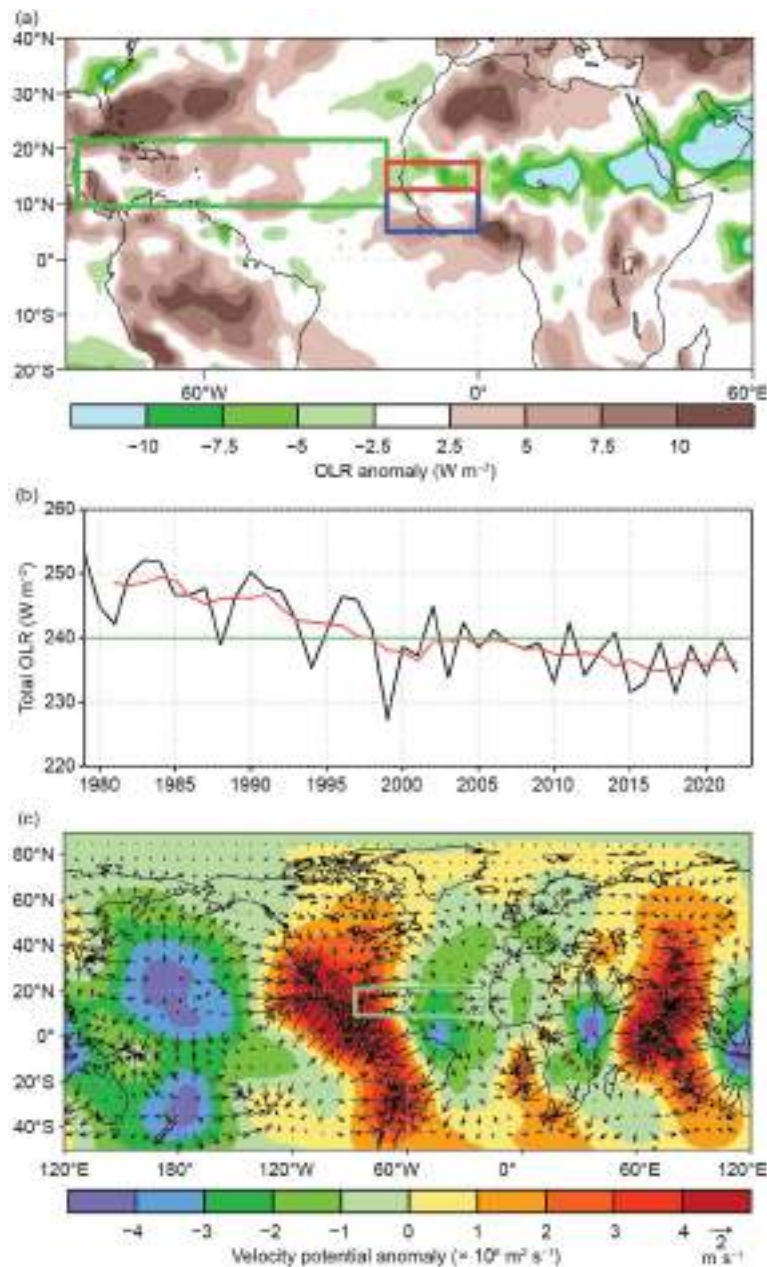 (a)
40°N
30°N
20°N
10°N
0°
10°S
20°S
60°W 0° 60°E
−10 −7.5 −5 −2.5 2.5 5 7.5 10
OLR anomaly (W m⁻²)
(b)
260
250
240
230
220
Total OLR (W m⁻²)
1980 1985 1990 1995 2000 2005 2010 2015 2020
(c)
80°N
60°N
40°N
20°N
0°
20°S
40°S
120°E 180° 120°W 60°W 0° 60°E 120°E
−4 −3 −2 −1 0 1 2 3 4 2
Velocity potential anomaly (× 10⁶ m² s⁻¹) m s⁻¹